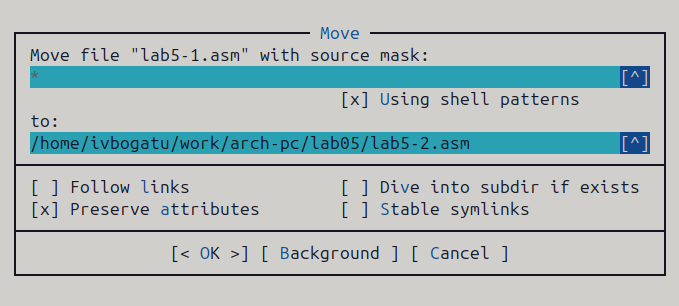 Move
Move file "lab5-1.asm" with source mask:
* [^]
[x] Using shell patterns
to:
/home/ivbogatu/work/arch-pc/lab05/lab5-2.asm [^]
[ ] Follow links [ ] Dive into subdir if exists
[x] Preserve attributes [ ] Stable symlinks
[< OK >] [ Background ] [ Cancel ]